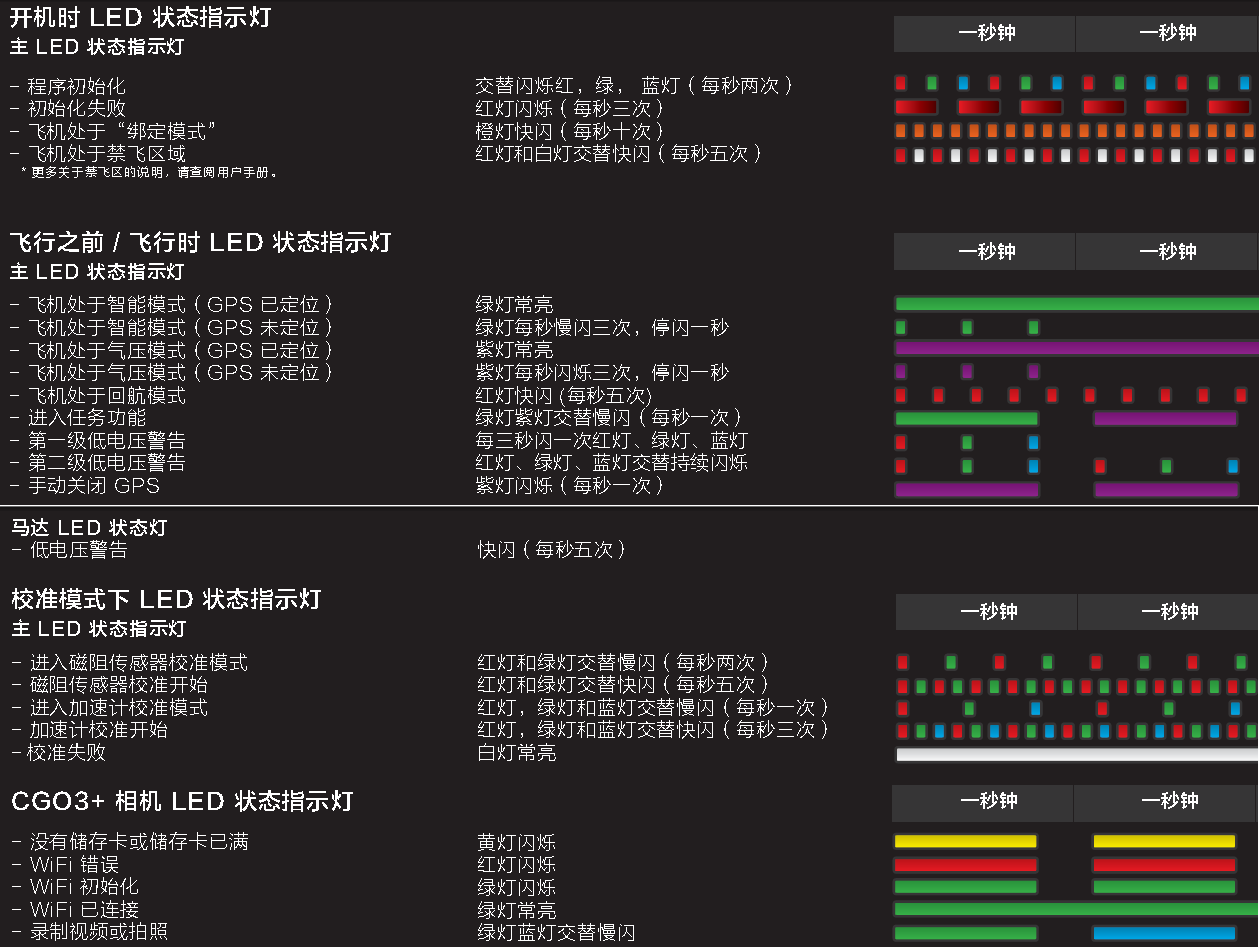 开机时 LED 状态指示灯
主 LED 状态指示灯
一秒钟 一秒钟
- 程序初始化 交替闪烁红，绿， 蓝灯（每秒两次）
- 初始化失败 红灯闪烁（每秒三次）
- 飞机处于“绑定模式” 橙灯快闪（每秒十次）
- 飞机处于禁飞区域 红灯和白灯交替快闪（每秒五次）
* 更多关于禁飞区的说明，请查阅用户手册。
飞行之前 / 飞行时 LED 状态指示灯
主 LED 状态指示灯
一秒钟 一秒钟
- 飞机处于智能模式（GPS 已定位） 绿灯常亮
- 飞机处于智能模式（GPS 未定位） 绿灯每秒慢闪三次，停闪一秒
- 飞机处于气压模式（GPS 已定位） 紫灯常亮
- 飞机处于气压模式（GPS 未定位） 紫灯每秒闪烁三次，停闪一秒
- 飞机处于回航模式 红灯快闪 (每秒五次)
- 进入任务功能 绿灯紫灯交替慢闪（每秒一次）
- 第一级低电压警告 每三秒闪一次红灯、绿灯、蓝灯
- 第二级低电压警告 红灯、绿灯、蓝灯交替持续闪烁
- 手动关闭 GPS 紫灯闪烁（每秒一次）
马达 LED 状态灯
- 低电压警告 快闪（每秒五次）
校准模式下 LED 状态指示灯
主 LED 状态指示灯
一秒钟 一秒钟
- 进入磁阻传感器校准模式 红灯和绿灯交替慢闪（每秒两次）
- 磁阻传感器校准开始 红灯和绿灯交替快闪（每秒五次）
- 进入加速计校准模式 红灯，绿灯和蓝灯交替慢闪（每秒一次）
- 加速计校准开始 红灯，绿灯和蓝灯交替快闪（每秒三次）
- 校准失败 白灯常亮
CGO3+ 相机 LED 状态指示灯
一秒钟 一秒钟
- 没有储存卡或储存卡已满 黄灯闪烁
- WiFi 错误 红灯闪烁
- WiFi 初始化 绿灯闪烁
- WiFi 已连接 绿灯常亮
- 录制视频或拍照 绿灯蓝灯交替慢闪